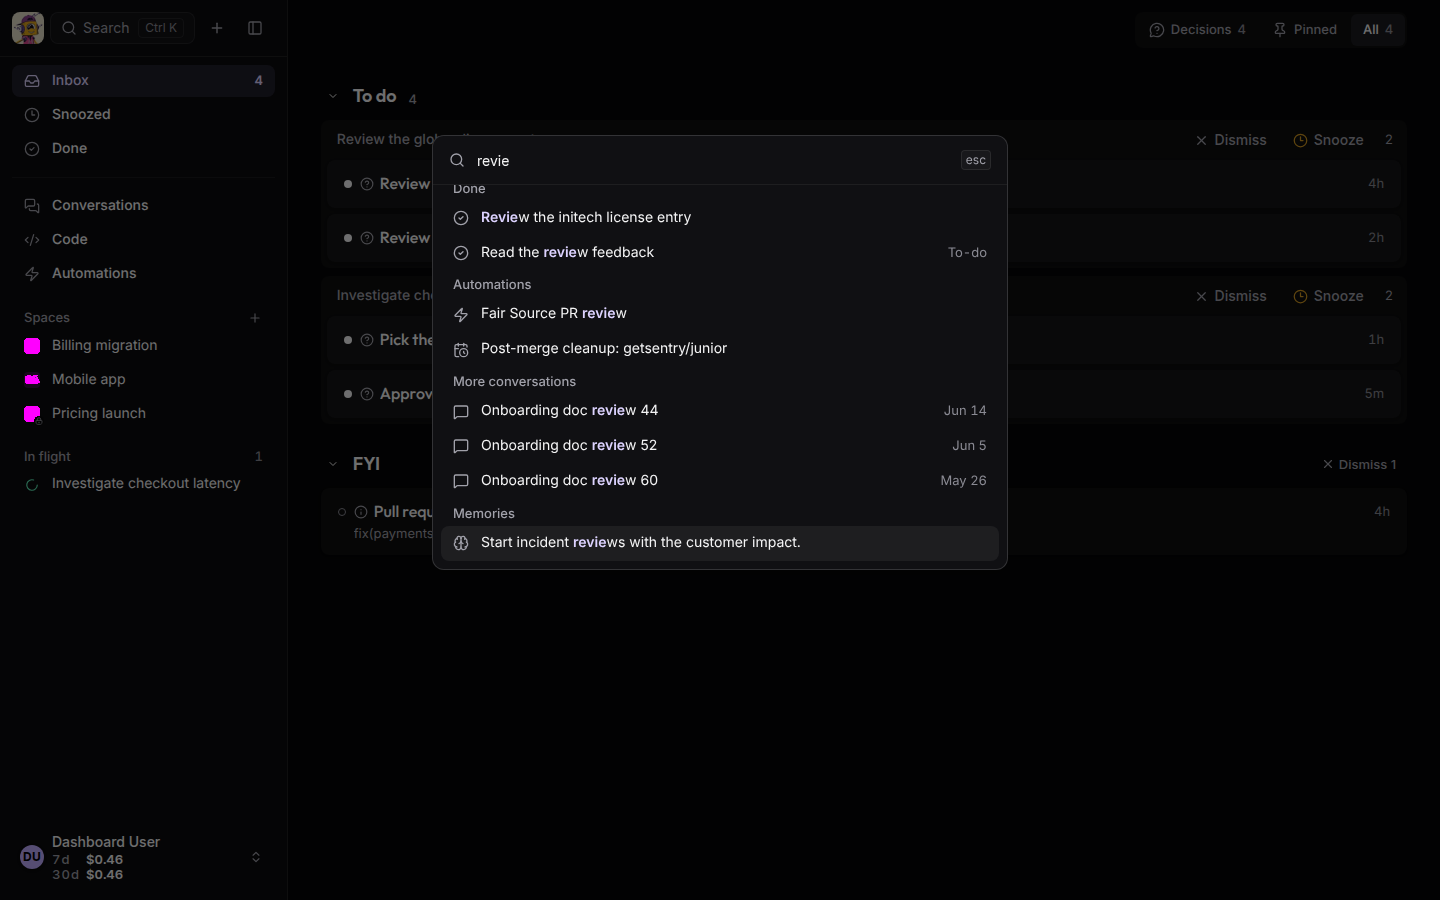 Search Ctrl K
Inbox 4
Snoozed
Done
Conversations
Code
Automations
Spaces
Billing migration
Mobile app
Pricing launch
In flight 1
Investigate checkout latency
Dashboard User
DU
7d $0.46
30d $0.46
Decisions 4 Pinned All 4
To do 4
Review the Dismiss Snooze 2
Review 4h
Review 2h
Investigate Dismiss Snooze 2
Pick the 1h
5m
FYI Dismiss 1
Pull 4h
fix(payments
revie esc
Done
Review the initech license entry
Read the review feedback To-do
Automations
Fair Source PR review
Post-merge cleanup: getsentry/junior
More conversations
Onboarding doc review 44 Jun 14
Onboarding doc review 52 Jun 5
Onboarding doc review 60 May 26
Memories
Start incident reviews with the customer impact.